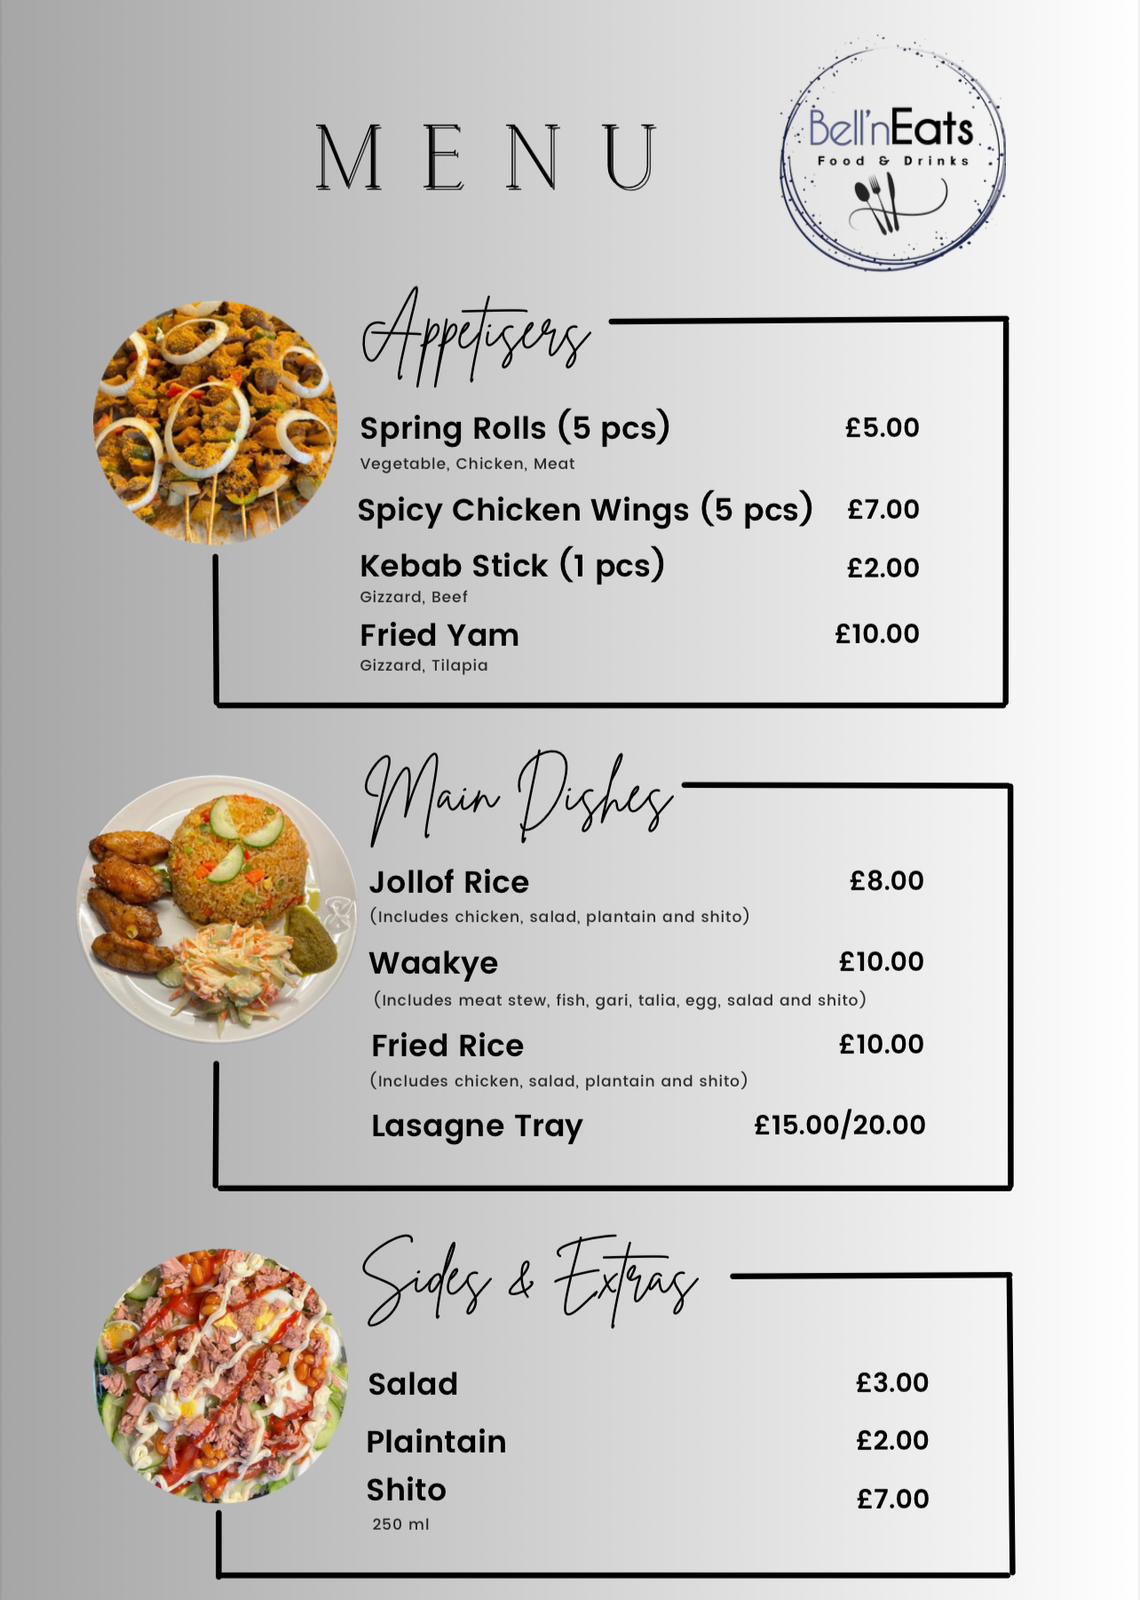 MENU
Bell'nEats
Food & Drinks
Appetisers
Spring Rolls (5 pcs) £5.00
Vegetable, Chicken, Meat
Spicy Chicken Wings (5 pcs) £7.00
Kebab Stick (1 pcs) £2.00
Gizzard, Beef
Fried Yam £10.00
Gizzard, Tilapia
Main Dishes
Jollof Rice £8.00
(Includes chicken, salad, plantain and shito)
Waakye £10.00
(Includes meat stew, fish, gari, talia, egg, salad and shito)
Fried Rice £10.00
(Includes chicken, salad, plantain and shito)
Lasagne Tray £15.00/20.00
Sides & Extras
Salad £3.00
Plaintain £2.00
Shito £7.00
250 ml